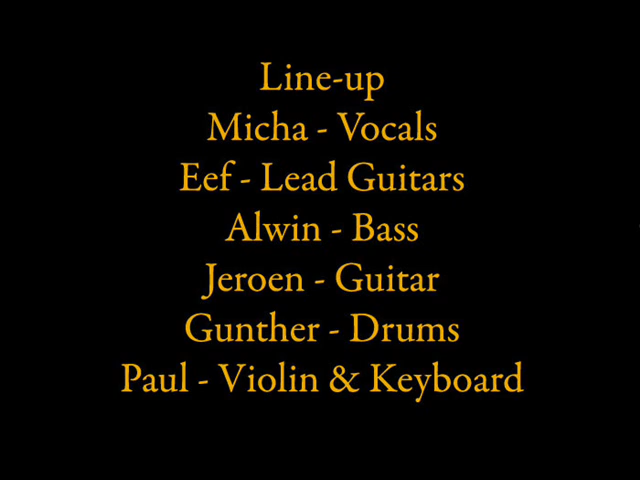 Line-up
Micha - Vocals
Eef - Lead Guitars
Alwin - Bass
Jeroen - Guitar
Gunther - Drums
Paul - Violin & Keyboard